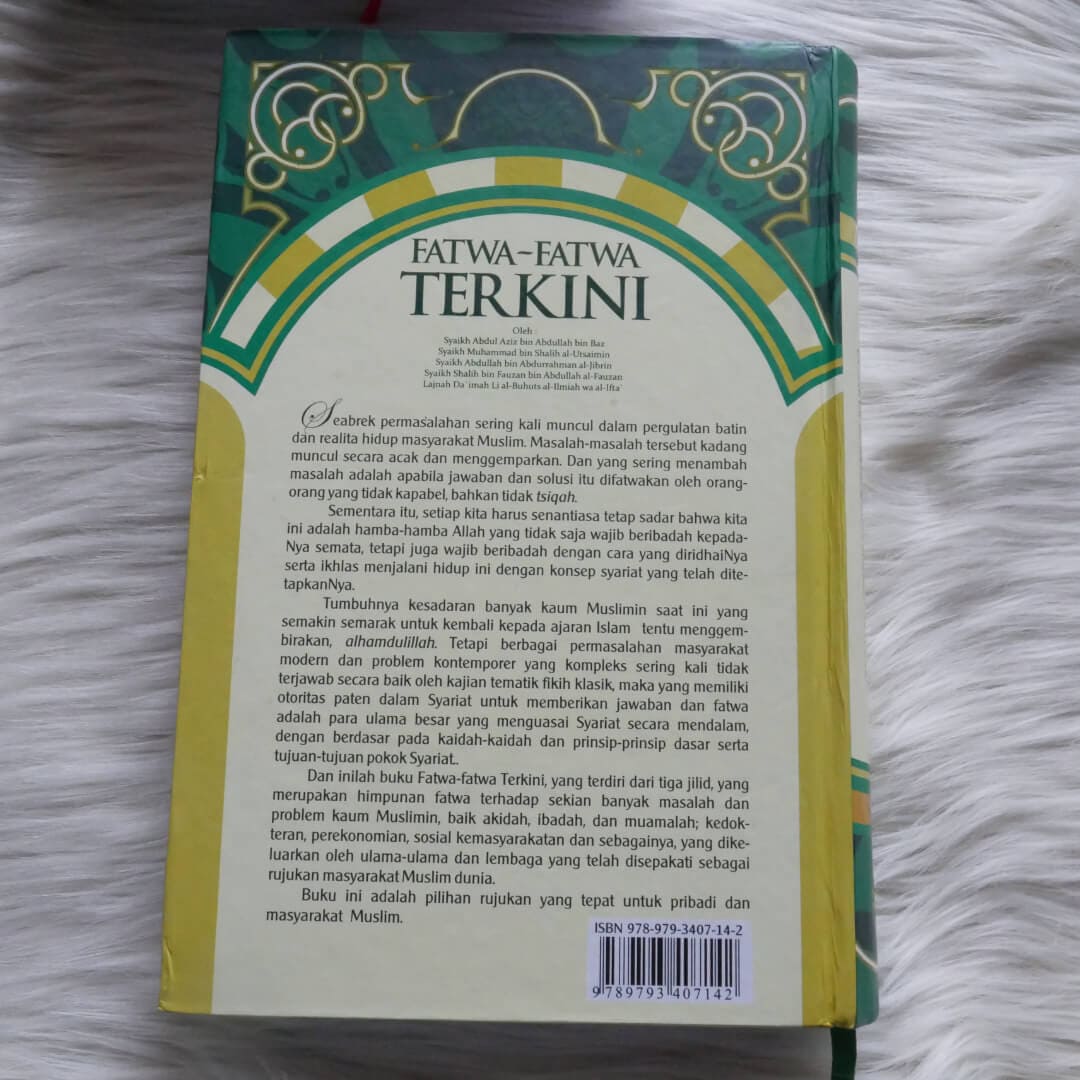 FATWA-FATWA
TERKINI
Oleh :
Syaikh Abdul Aziz bin Abdullah bin Baz
Syaikh Muhammad bin Shalih al-Utsaimin
Syaikh Abdullah bin Abdurrahman al-Jibrin
Syaikh Shalih bin Fauzan bin Abdullah al-Fauzan
Lajnah Da`imah Li al-Buhuts al-Ilmiah wa al-Ifta`
Seabrek permasalahan sering kali muncul dalam pergulatan batin
dan realita hidup masyarakat Muslim. Masalah-masalah tersebut kadang
muncul secara acak dan menggemparkan. Dan yang sering menambah
masalah adalah apabila jawaban dan solusi itu difatwakan oleh orang-
orang yang tidak kapabel, bahkan tidak tsiqah.
Sementara itu, setiap kita harus senantiasa tetap sadar bahwa kita
ini adalah hamba-hamba Allah yang tidak saja wajib beribadah kepada-
Nya semata, tetapi juga wajib beribadah dengan cara yang diridhaiNya
serta ikhlas menjalani hidup ini dengan konsep syariat yang telah dite-
tapkanNya.
Tumbuhnya kesadaran banyak kaum Muslimin saat ini yang
semakin semarak untuk kembali kepada ajaran Islam tentu menggem-
birakan, alhamdulillah. Tetapi berbagai permasalahan masyarakat
modern dan problem kontemporer yang kompleks sering kali tidak
terjawab secara baik oleh kajian tematik fikih klasik, maka yang memiliki
otoritas paten dalam Syariat untuk memberikan jawaban dan fatwa
adalah para ulama besar yang menguasai Syariat secara mendalam,
dengan berdasar pada kaidah-kaidah dan prinsip-prinsip dasar serta
tujuan-tujuan pokok Syariat..
Dan inilah buku Fatwa-fatwa Terkini, yang terdiri dari tiga jilid, yang
merupakan himpunan fatwa terhadap sekian banyak masalah dan
problem kaum Muslimin, baik akidah, ibadah, dan muamalah; kedok-
teran, perekonomian, sosial kemasyarakatan dan sebagainya, yang dike-
luarkan oleh ulama-ulama dan lembaga yang telah disepakati sebagai
rujukan masyarakat Muslim dunia.
Buku ini adalah pilihan rujukan yang tepat untuk pribadi dan
masyarakat Muslim.
ISBN 978-979-3407-14-2
9 789793 407142